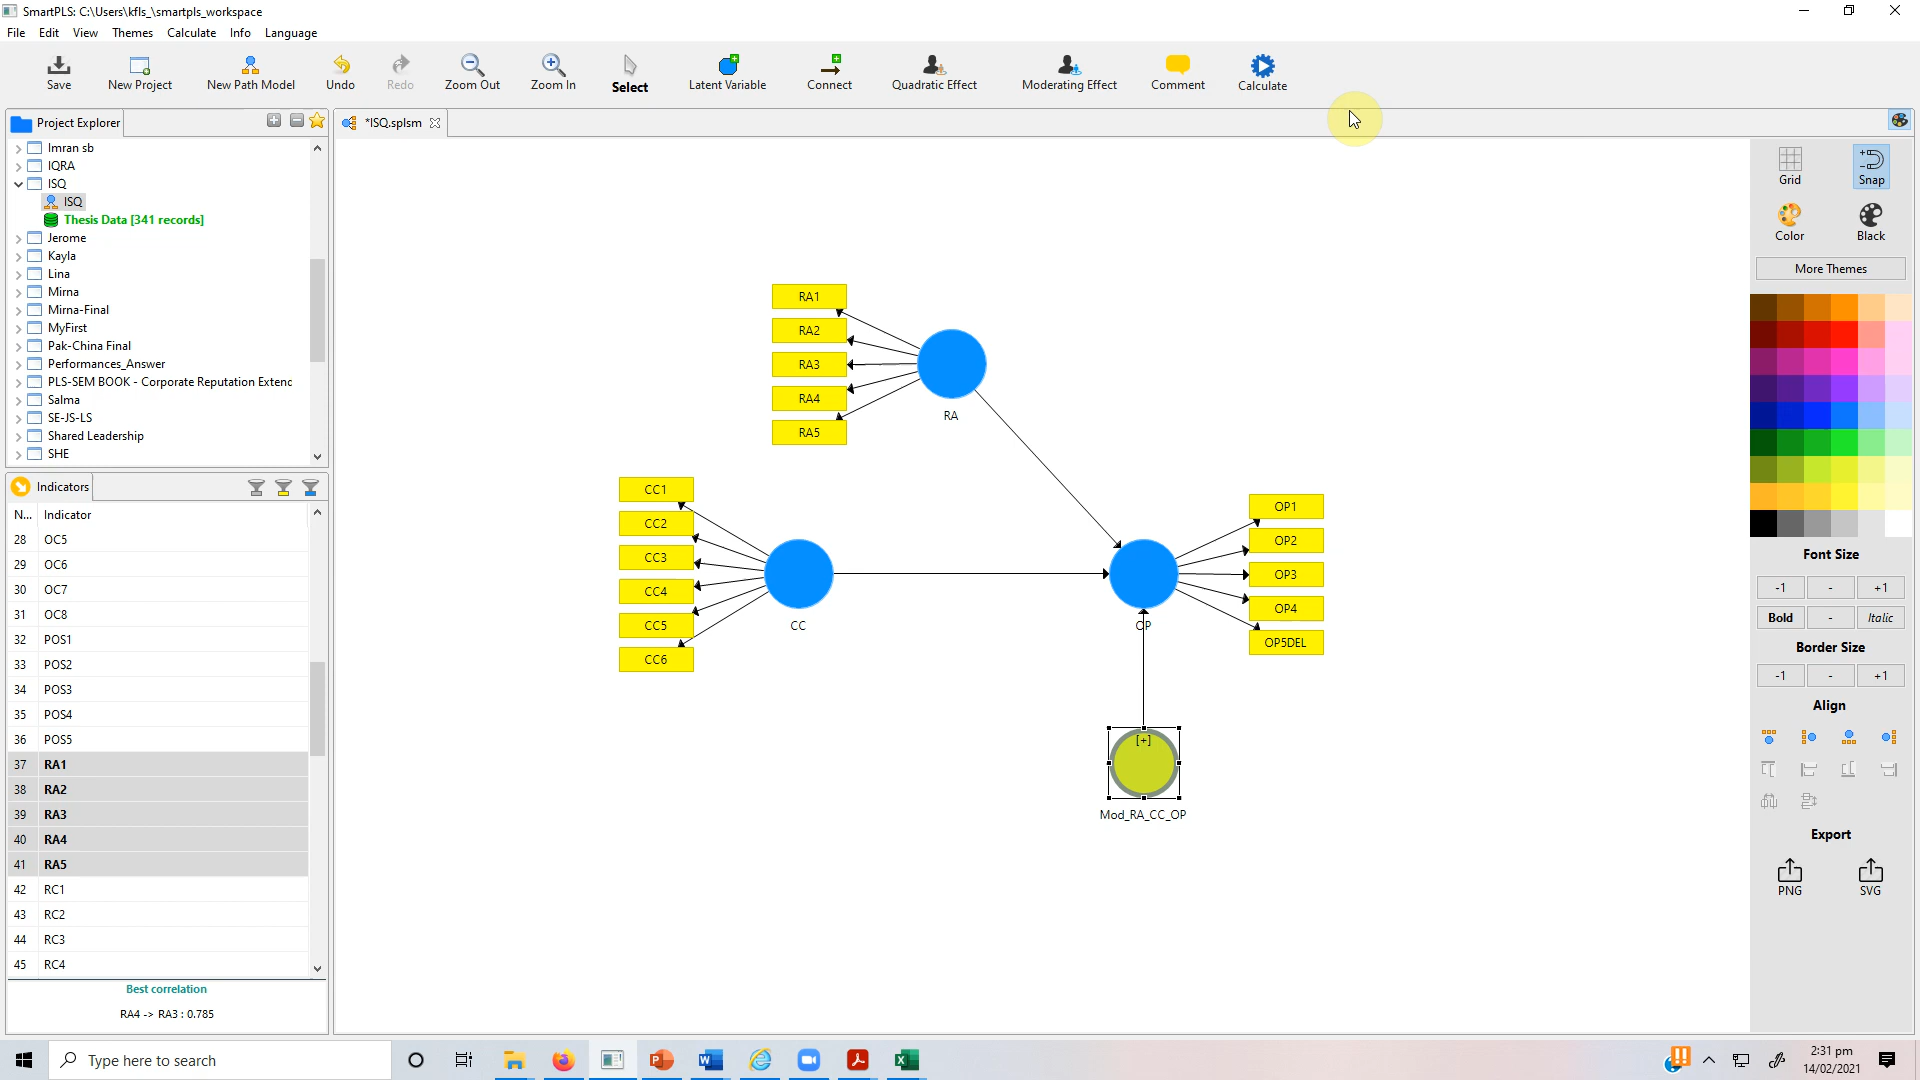 SmartPLS: C:\Users\kfls_\smartpls_workspace
File Edit View Themes Calculate Info Language
Save New Project New Path Model Undo Redo Zoom Out Zoom In Select Latent Variable Connect Quadratic Effect Moderating Effect Comment Calculate
Project Explorer
*ISQ.splsm
Imran sb
IQRA
ISQ
ISQ
Thesis Data [341 records]
Jerome
Kayla
Lina
Mirna
Mirna-Final
MyFirst
Pak-China Final
Performances_Answer
PLS-SEM BOOK - Corporate Reputation Extenc
Salma
SE-JS-LS
Shared Leadership
SHE
Indicators
N... Indicator
28 OC5
29 OC6
30 OC7
31 OC8
32 POS1
33 POS2
34 POS3
35 POS4
36 POS5
37 RA1
38 RA2
39 RA3
40 RA4
41 RA5
42 RC1
43 RC2
44 RC3
45 RC4
Best correlation
RA4 -> RA3 : 0.785
RA1
RA2
RA3
RA4
RA5
RA
CC1
CC2
CC3
CC4
CC5
CC6
CC
OP1
OP2
OP3
OP4
OP5DEL
OP
[+]
Mod_RA_CC_OP
Grid Snap
Color Black
More Themes
Font Size
-1 - +1
Bold - Italic
Border Size
-1 - +1
Align
Export
PNG SVG
Type here to search
2:31 pm
14/02/2021